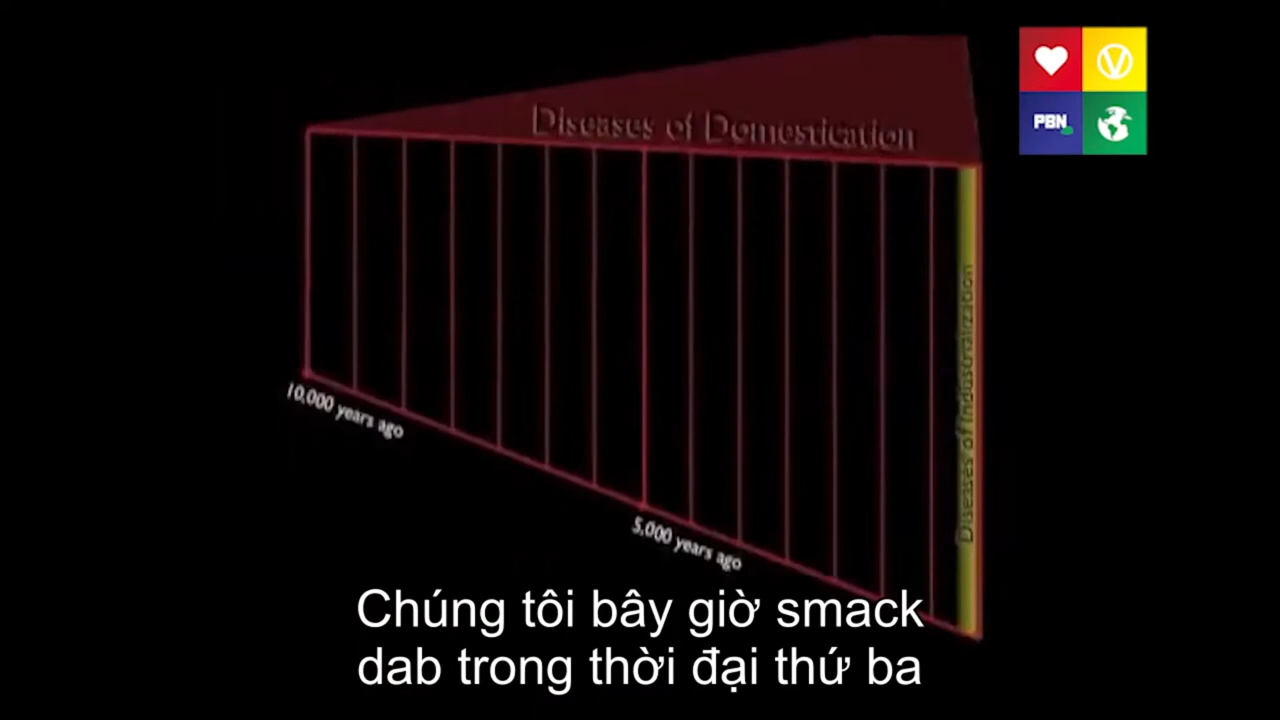 Diseases of Domestication
PBN
Diseases of Industrialization
10,000 years ago
5,000 years ago
Chúng tôi bây giờ smack
dab trong thời đại thứ ba